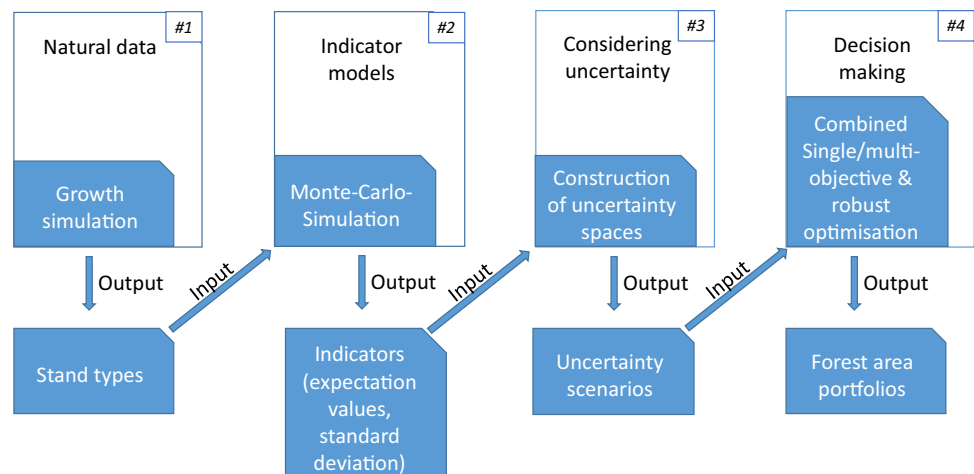 #1
Natural data
Growth
simulation
Output
Input
Stand types
#2
Indicator
models
Monte-Carlo-
Simulation
Output
Input
Indicators
(expectation
values,
standard
deviation)
#3
Considering
uncertainty
Construction
of uncertainty
spaces
Output
Input
Uncertainty
scenarios
#4
Decision
making
Combined
Single/multi-
objective &
robust
optimisation
Output
Forest area
portfolios